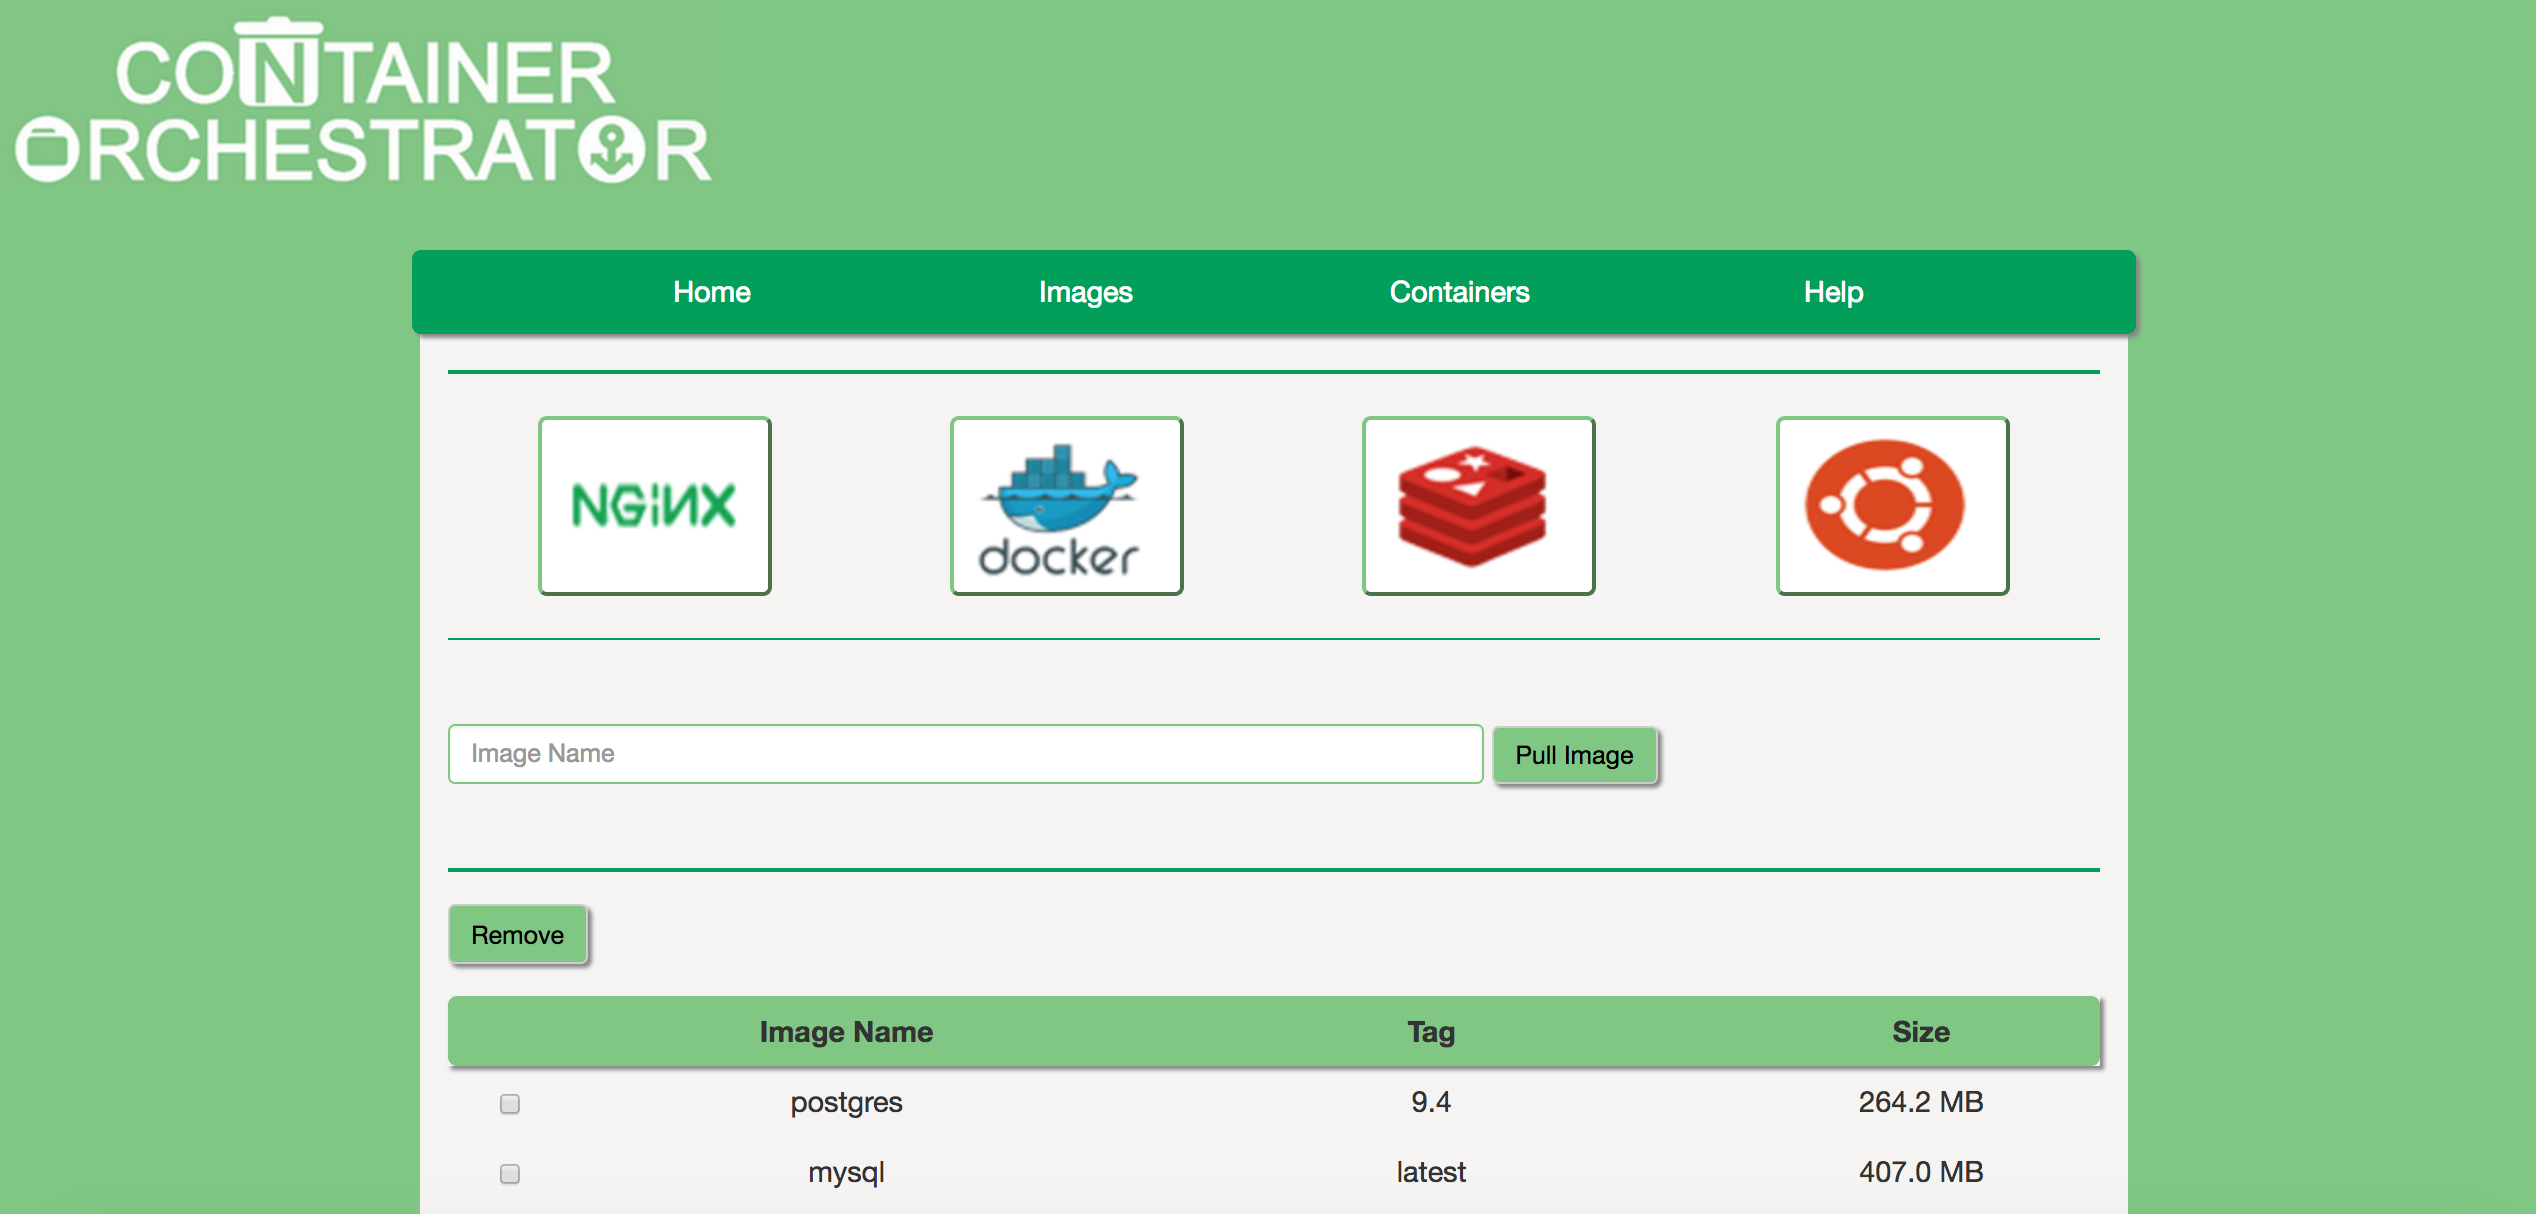 CONTAINER
ORCHESTRATOR
Home Images Containers Help
NGiNX
docker
Image Name Pull Image
Remove
Image Name Tag Size
postgres 9.4 264.2 MB
mysql latest 407.0 MB